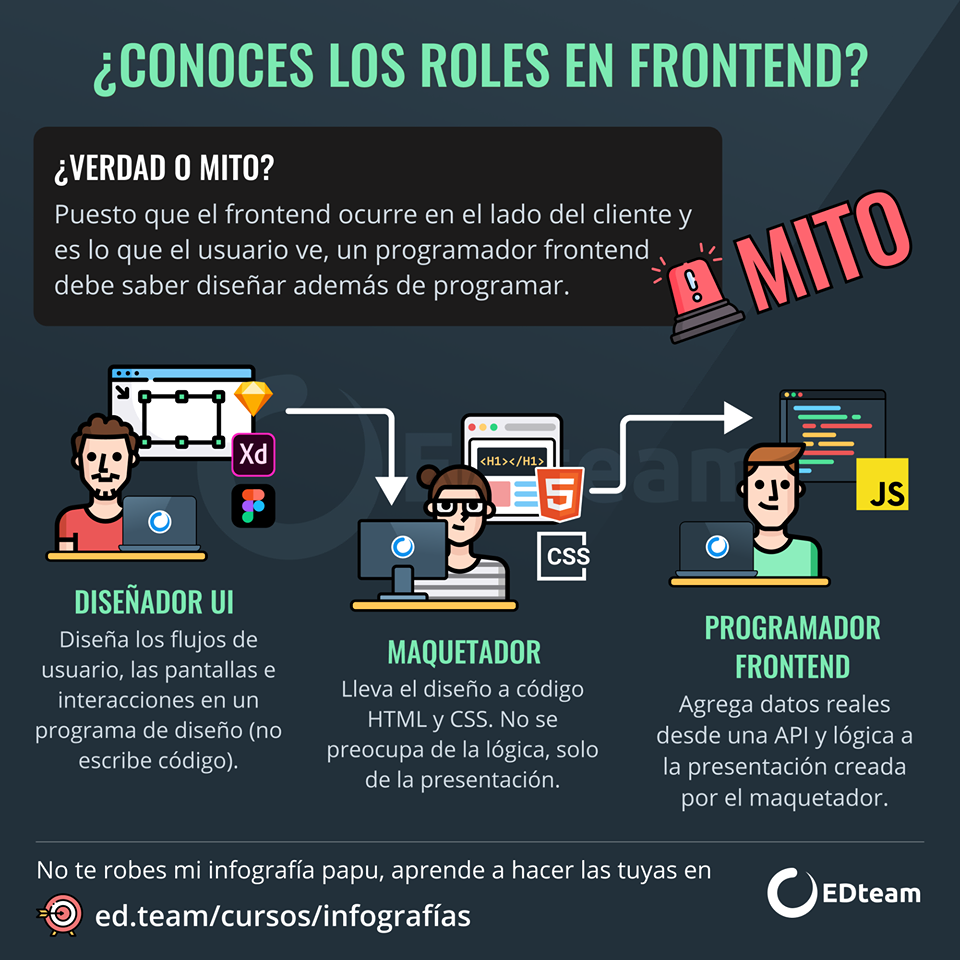 ¿CONOCES LOS ROLES EN FRONTEND?
¿VERDAD O MITO?
Puesto que el frontend ocurre en el lado del cliente y
es lo que el usuario ve, un programador frontend
debe saber diseñar además de programar.
MITO
Xd
EDteam
<H1></H1>
5
CSS
JS
DISEÑADOR UI
Diseña los flujos de
usuario, las pantallas e
interacciones en un
programa de diseño (no
escribe código).
MAQUETADOR
Lleva el diseño a código
HTML y CSS. No se
preocupa de la lógica, solo
de la presentación.
PROGRAMADOR
FRONTEND
Agrega datos reales
desde una API y lógica a
la presentación creada
por el maquetador.
No te robes mi infografía papu, aprende a hacer las tuyas en
ed.team/cursos/infografías
EDteam